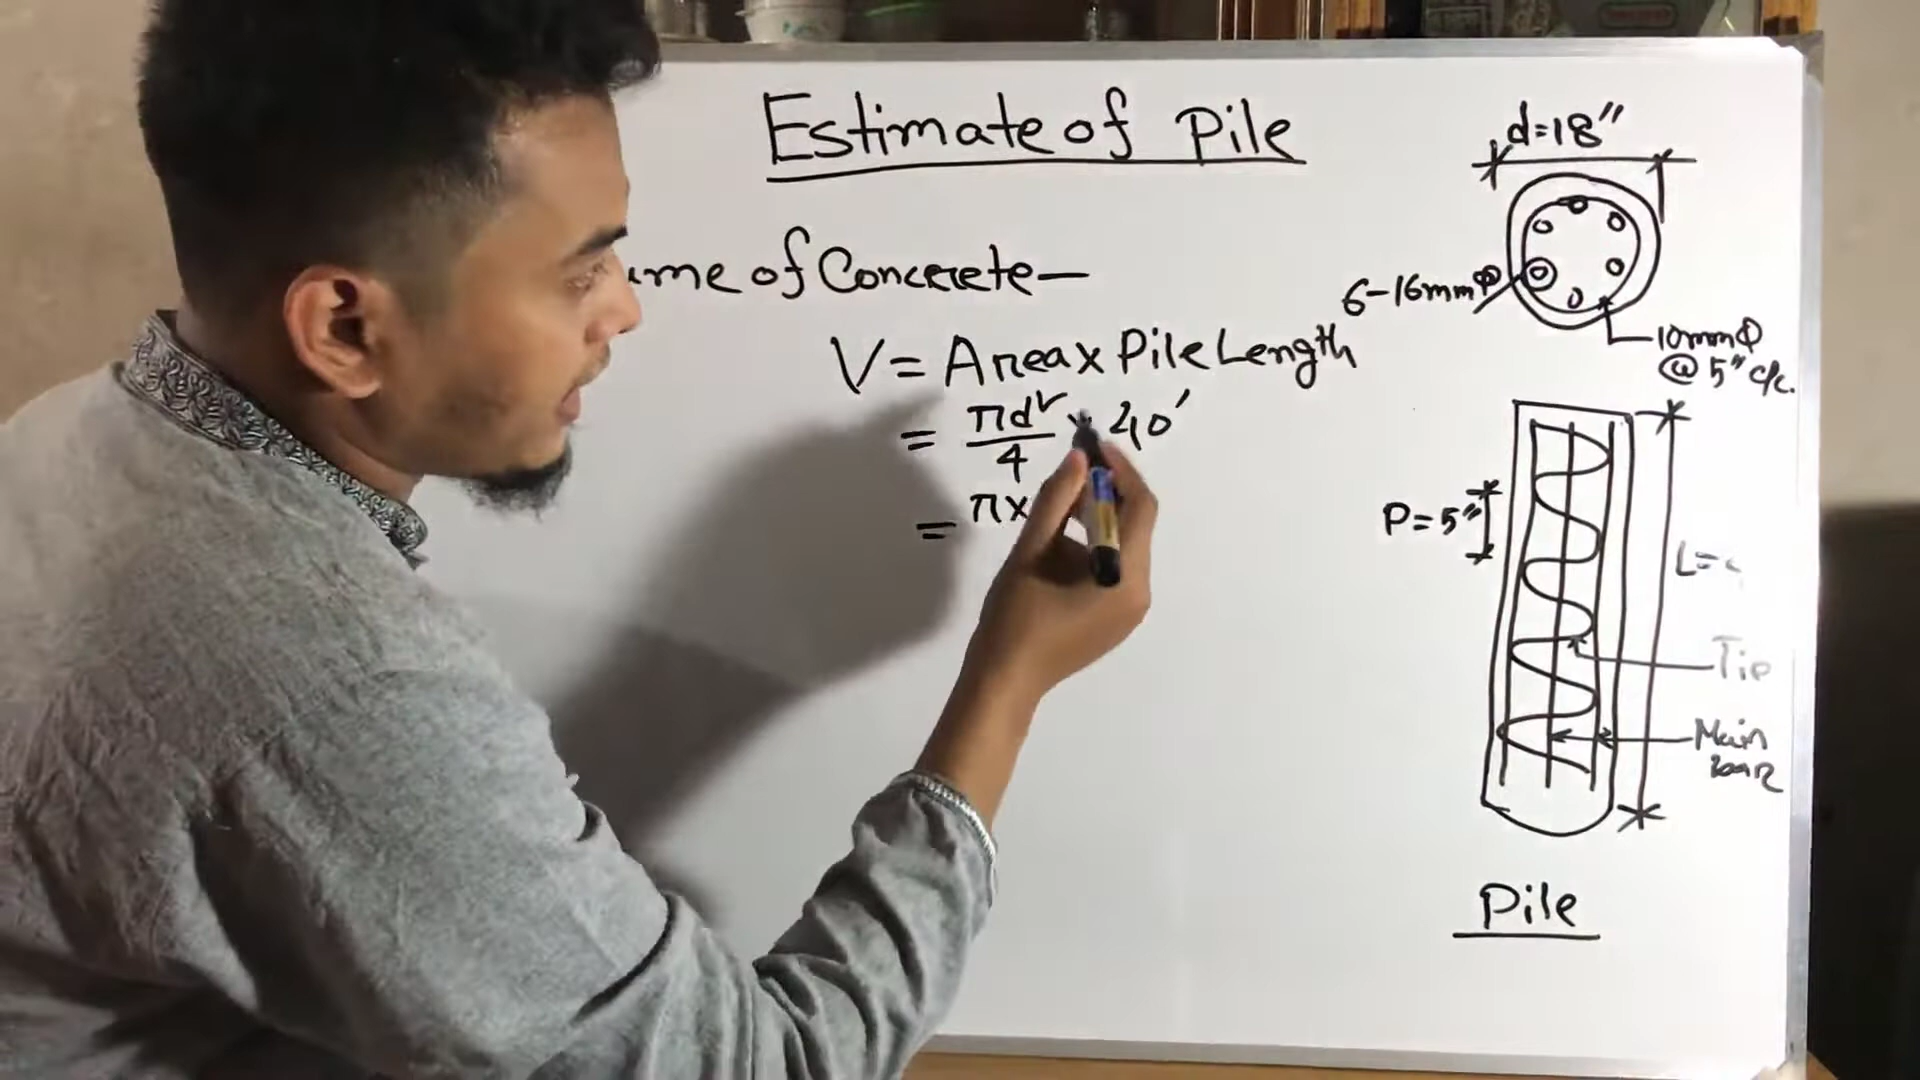 Estimate of Pile
ume of Concrete—
V = Area x Pile Length
= πd²/4 x 40'
= πx
d=18"
6-16mmΦ
10mmΦ
@ 5" c/c.
P = 5"
L=
Tie
Main
Pile